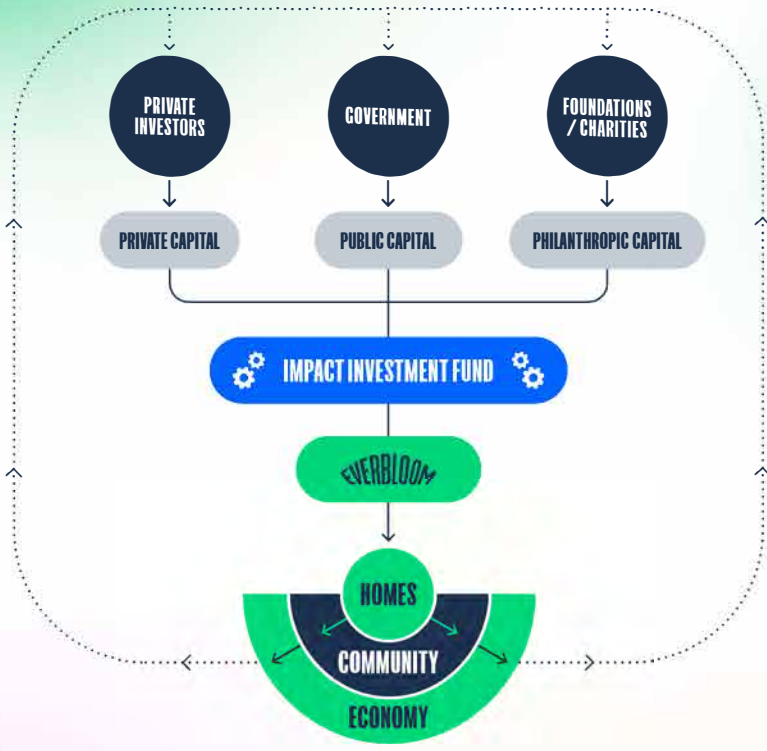 PRIVATE
INVESTORS
GOVERNMENT
FOUNDATIONS
/ CHARITIES
PRIVATE CAPITAL
PUBLIC CAPITAL
PHILANTHROPIC CAPITAL
IMPACT INVESTMENT FUND
EVERBLOOM
HOMES
COMMUNITY
ECONOMY